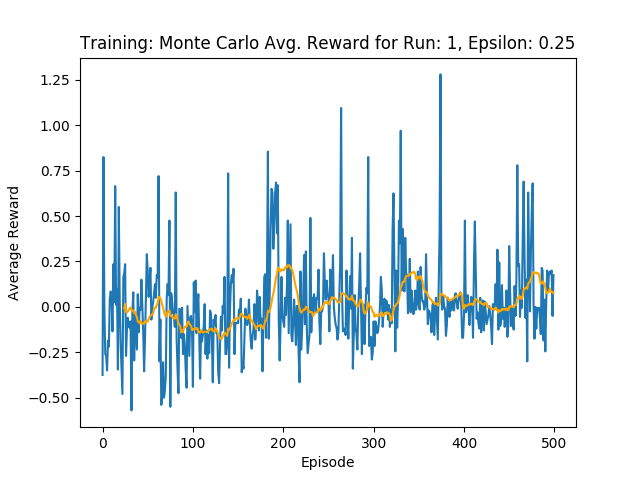 Training: Monte Carlo Avg. Reward for Run: 1, Epsilon: 0.25
1.25
1.00
0.75
0.50
0.25
0.00
−0.25
−0.50
Average Reward
0 100 200 300 400 500
Episode